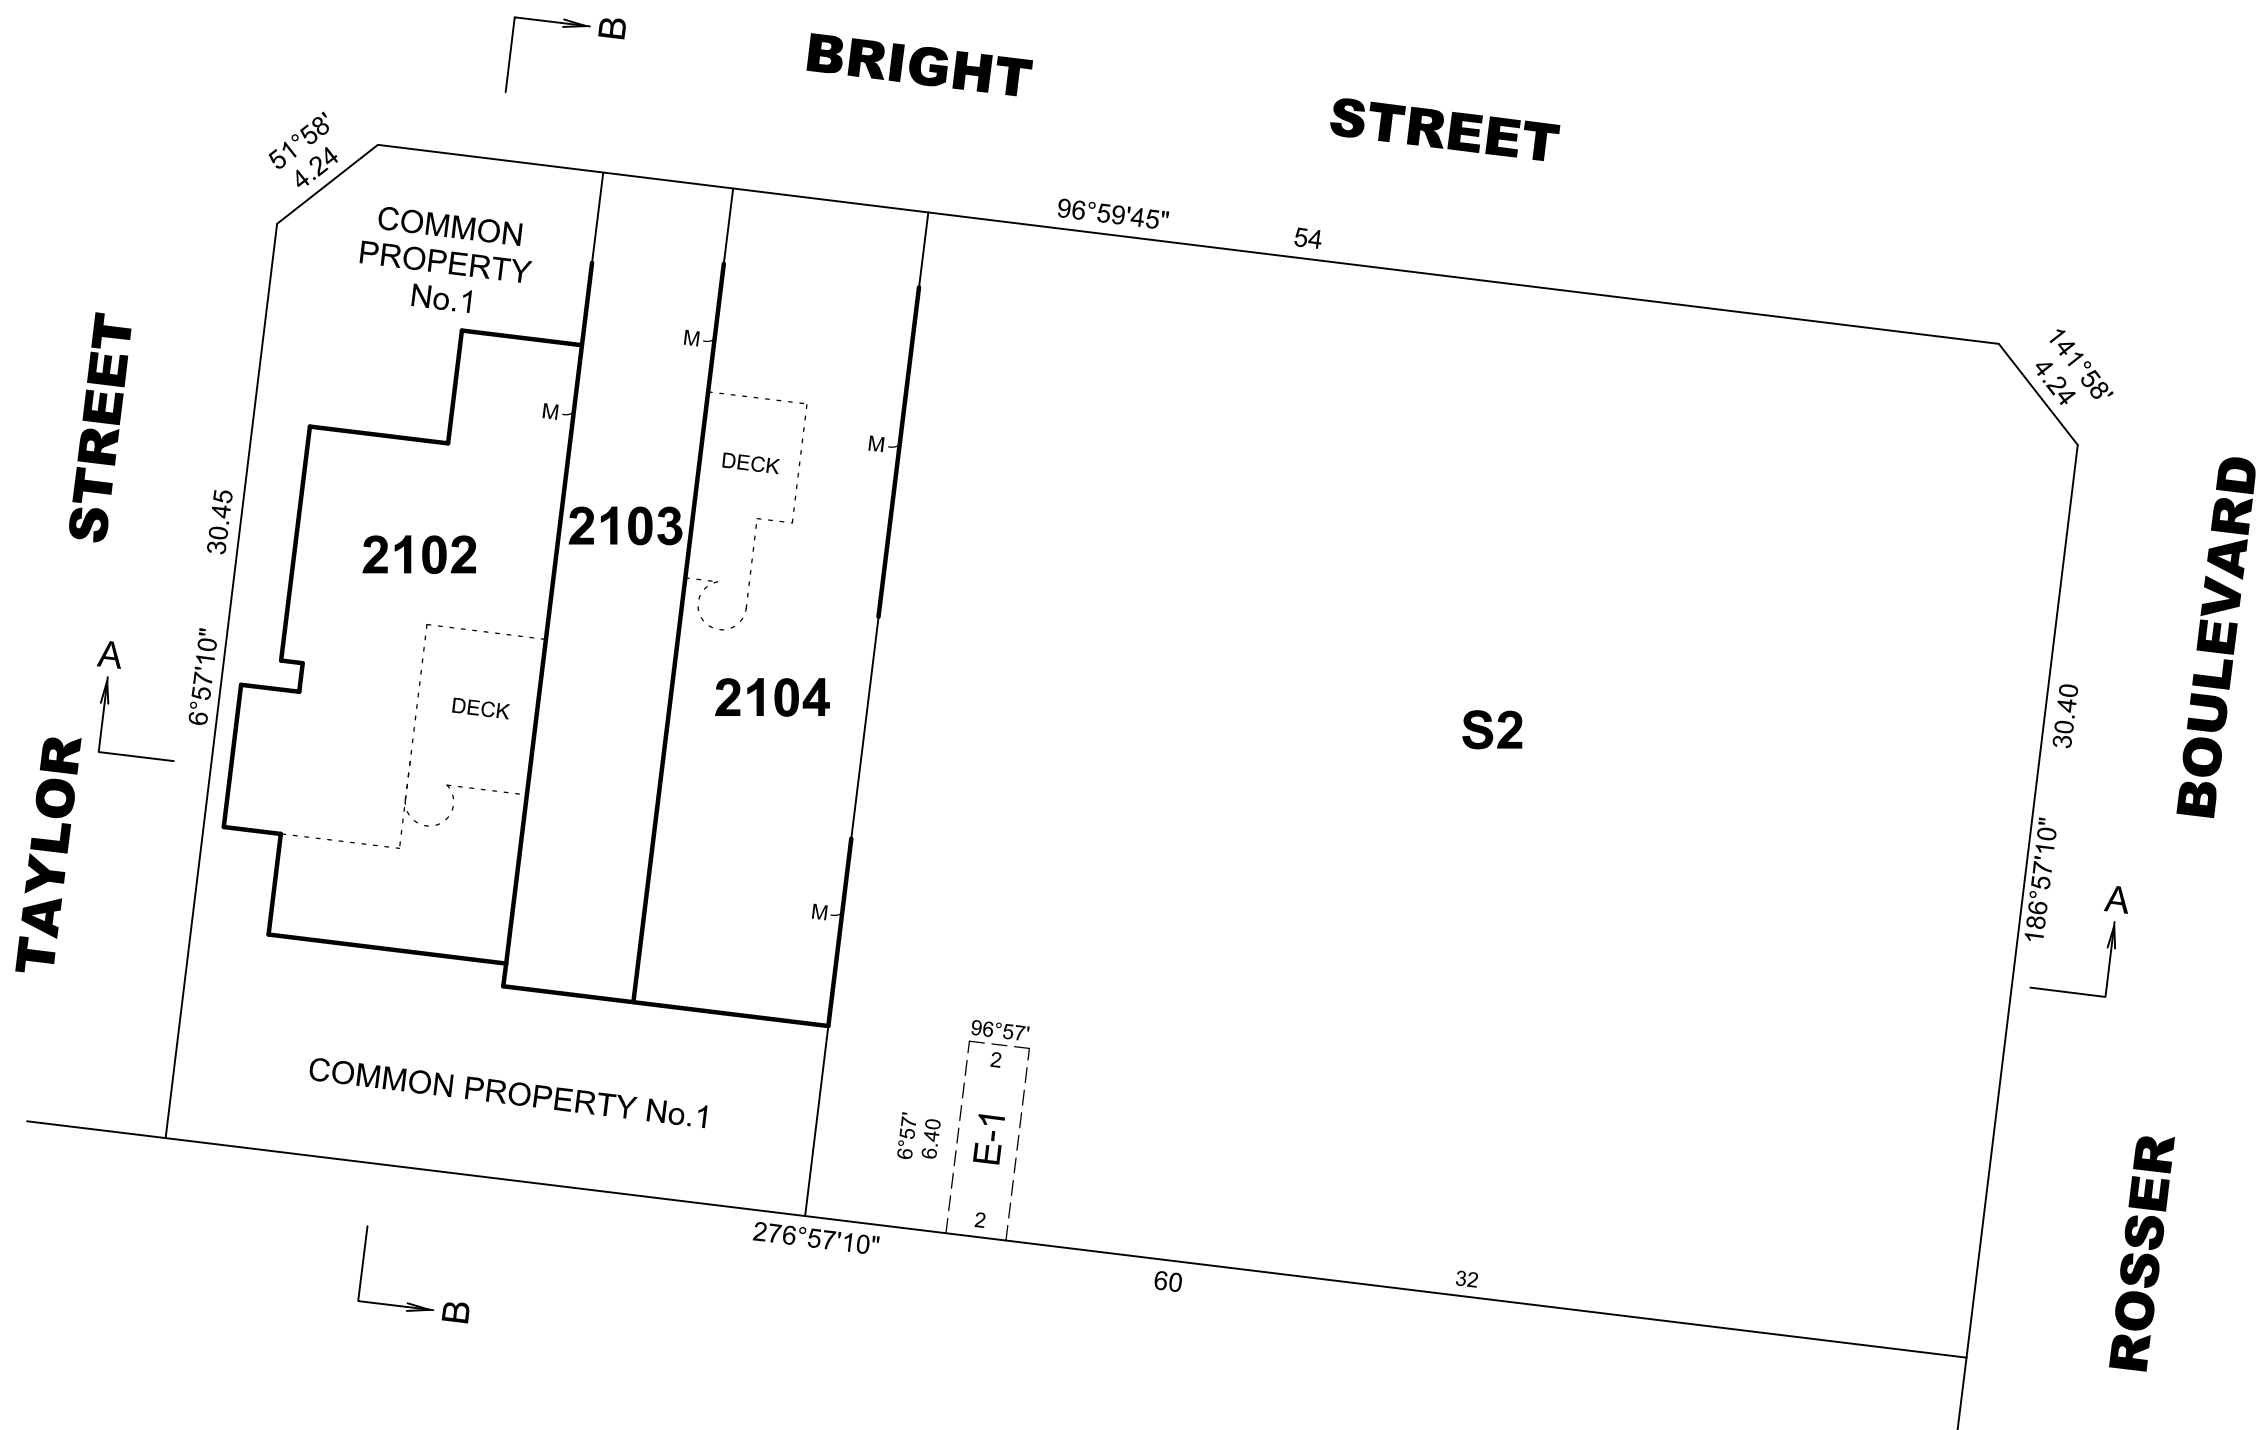 B
BRIGHT STREET
51°58'
4.24
96°59'45"
54
COMMON
PROPERTY
No.1
141°58'
4.24
TAYLOR STREET
M
M
M
DECK
30.45
2102
2103
6°57'10"
A
2104
DECK
S2
30.40
186°57'10"
ROSSER BOULEVARD
A
M
96°57'
2
E-1
6°57'
6.40
2
COMMON PROPERTY No.1
276°57'10"
60
32
B